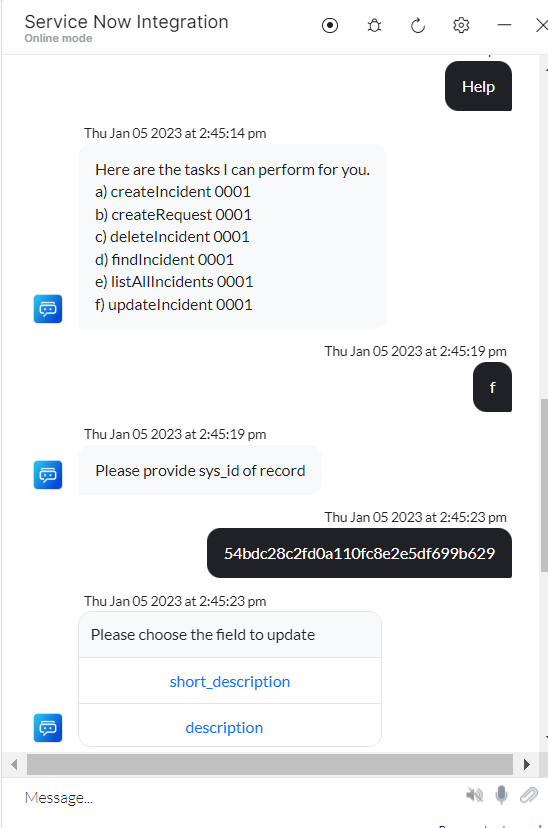 Service Now Integration
Online mode
Help
Thu Jan 05 2023 at 2:45:14 pm
Here are the tasks I can perform for you.
a) createIncident 0001
b) createRequest 0001
c) deleteIncident 0001
d) findIncident 0001
e) listAllIncidents 0001
f) updateIncident 0001
Thu Jan 05 2023 at 2:45:19 pm
f
Thu Jan 05 2023 at 2:45:19 pm
Please provide sys_id of record
Thu Jan 05 2023 at 2:45:23 pm
54bdc28c2fd0a110fc8e2e5df699b629
Thu Jan 05 2023 at 2:45:23 pm
Please choose the field to update
short_description
description
Message...